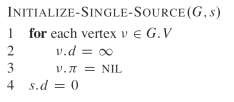 INITIALIZE-SINGLE-SOURCE(G, s)
1 for each vertex v ∈ G.V
2 v.d = ∞
3 v.π = NIL
4 s.d = 0